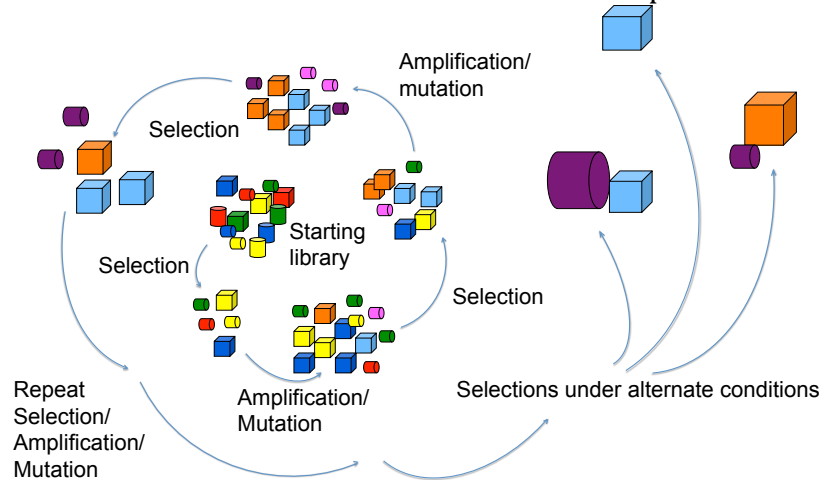 Amplification/
mutation
Selection
Starting
library
Selection
Selection
Amplification/
Mutation
Repeat
Selection/
Amplification/
Mutation
Selections under alternate conditions